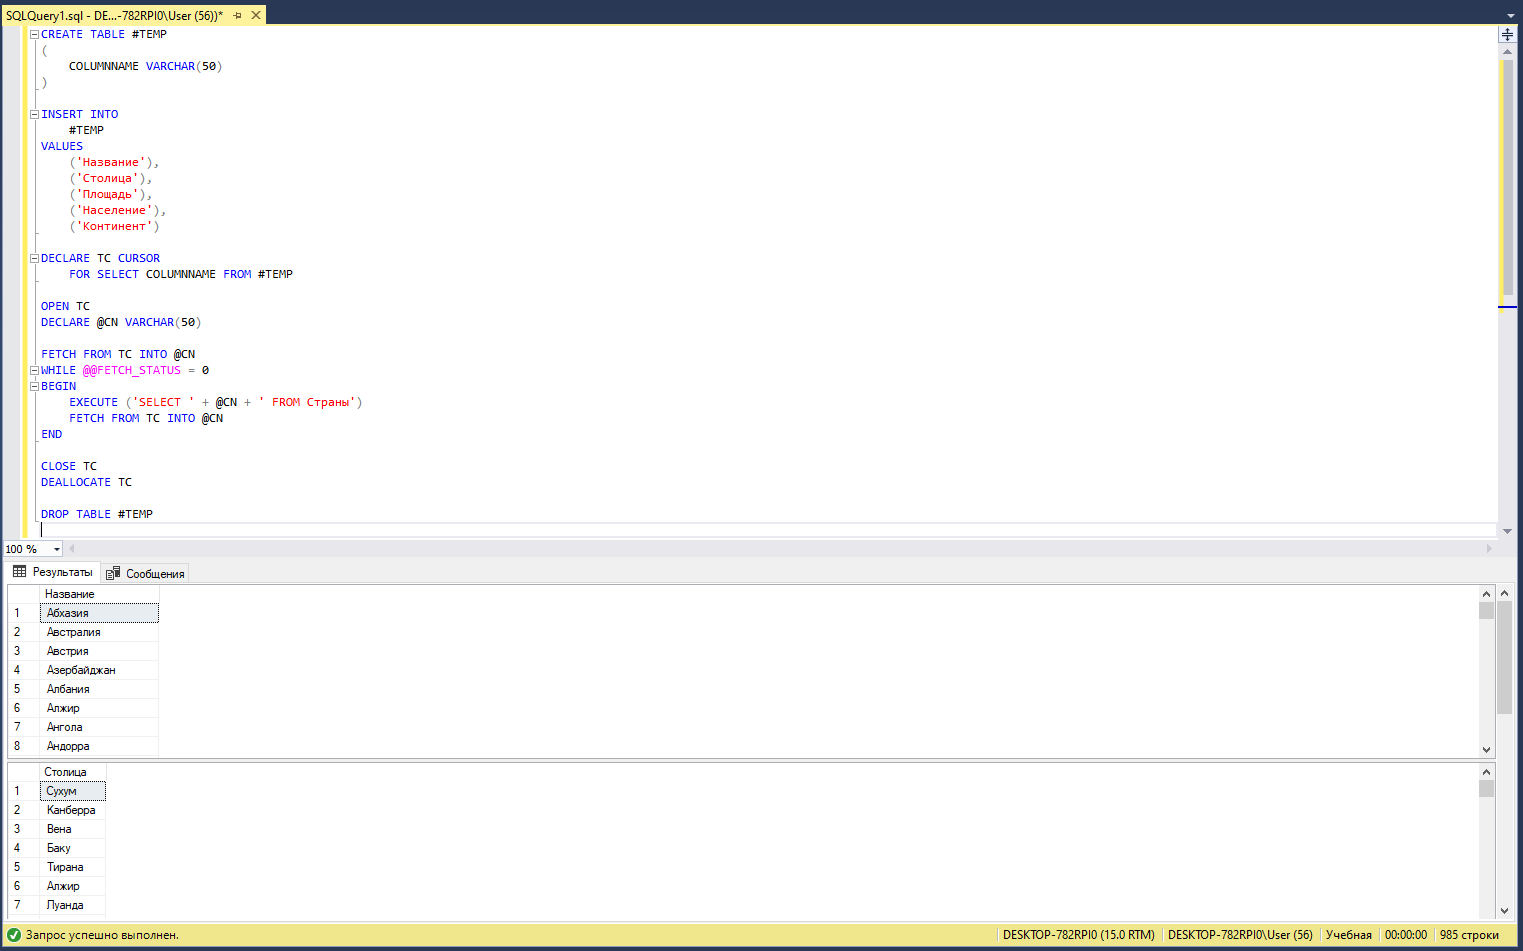 SQLQuery1.sql - DE...-782RPI0\User (56))*
CREATE TABLE #TEMP
(
COLUMNNAME VARCHAR(50)
)
INSERT INTO
#TEMP
VALUES
('Название'),
('Столица'),
('Площадь'),
('Население'),
('Континент')
DECLARE TC CURSOR
FOR SELECT COLUMNNAME FROM #TEMP
OPEN TC
DECLARE @CN VARCHAR(50)
FETCH FROM TC INTO @CN
WHILE @@FETCH_STATUS = 0
BEGIN
EXECUTE ('SELECT ' + @CN + ' FROM Страны')
FETCH FROM TC INTO @CN
END
CLOSE TC
DEALLOCATE TC
DROP TABLE #TEMP
100 %
Результаты Сообщения
Название
1 Абхазия
2 Австралия
3 Австрия
4 Азербайджан
5 Албания
6 Алжир
7 Ангола
8 Андорра
Столица
1 Сухум
2 Канберра
3 Вена
4 Баку
5 Тирана
6 Алжир
7 Луанда
Запрос успешно выполнен. DESKTOP-782RPI0 (15.0 RTM) DESKTOP-782RPI0\User (56) Учебная 00:00:00 985 строки